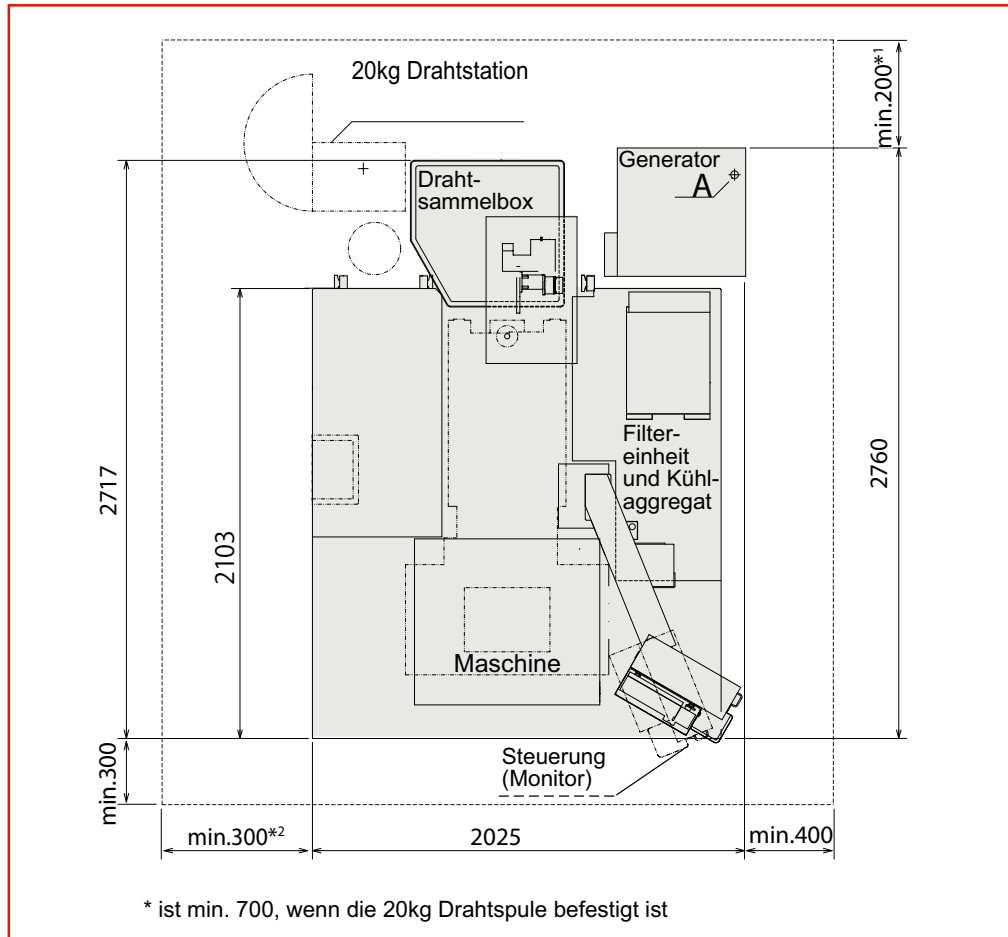 20kg Drahtstation
min.200*1
Generator
A
Draht-
sammelbox
Filter-
einheit
und Kühl-
aggregat
2717
2103
2760
Maschine
Steuerung
(Monitor)
min.300
min.300*2
2025
min.400
* ist min. 700, wenn die 20kg Drahtspule befestigt ist